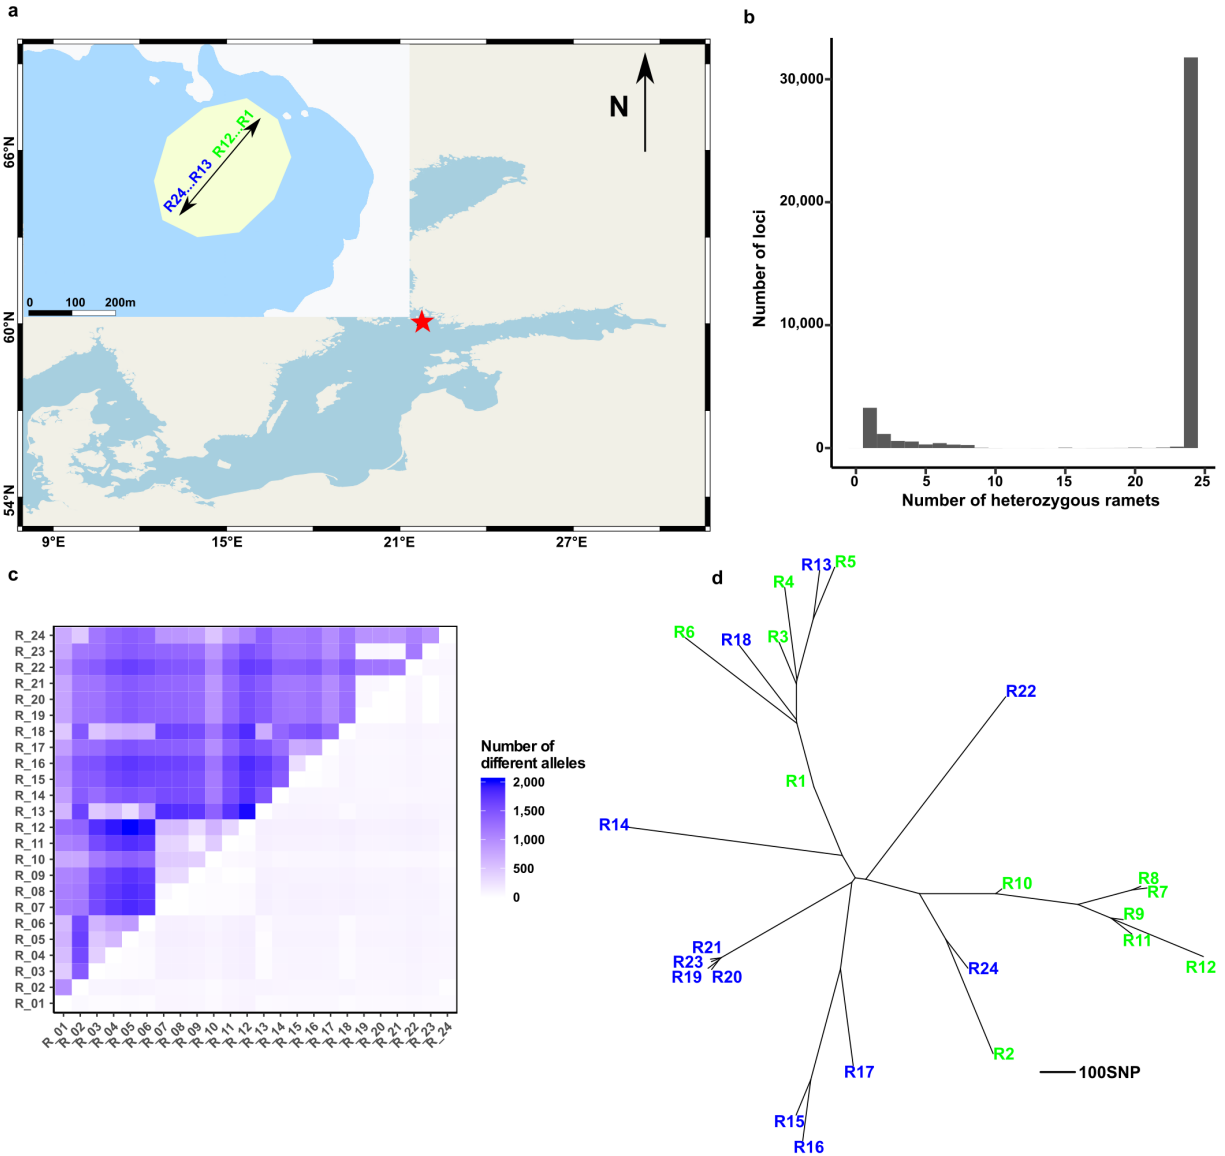 a
N
R12...R1
R24...R13
0 100 200m
66°N
60°N
54°N
9°E 15°E 21°E 27°E
b
30,000
20,000
10,000
0
Number of loci
0 5 10 15 20 25
Number of heterozygous ramets
c
R_24
R_23
R_22
R_21
R_20
R_19
R_18
R_17
R_16
R_15
R_14
R_13
R_12
R_11
R_10
R_09
R_08
R_07
R_06
R_05
R_04
R_03
R_02
R_01
R_01 R_02 R_03 R_04 R_05 R_06 R_07 R_08 R_09 R_10 R_11 R_12 R_13 R_14 R_15 R_16 R_17 R_18 R_19 R_20 R_21 R_22 R_23 R_24
Number of
different alleles
2,000
1,500
1,000
500
0
d
R13 R5
R4
R6
R18 R3
R22
R1
R14
R10
R8
R7
R9
R11
R12
R21
R23
R19 R20
R24
R2
R17
100SNP
R15
R16